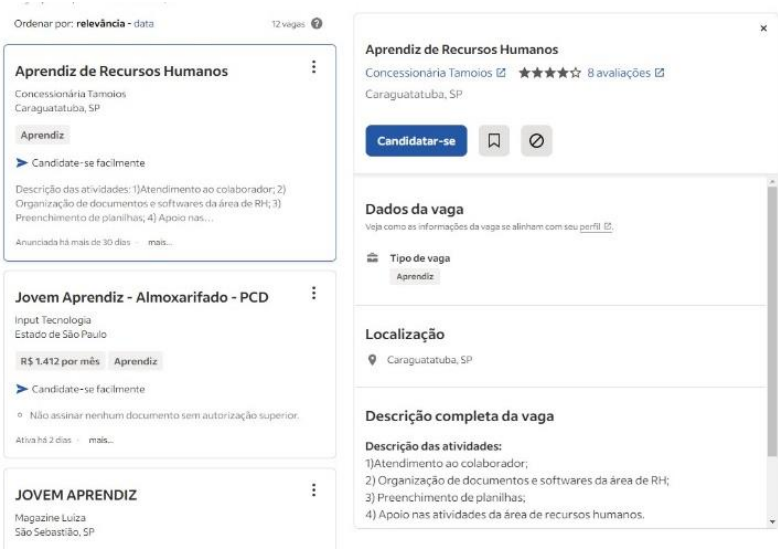 Ordenar por: relevância - data
12 vagas
Aprendiz de Recursos Humanos
Concessionária Tamoios
Caraguatatuba, SP
Aprendiz
Candidate-se facilmente
Descrição das atividades: 1)Atendimento ao colaborador; 2)
Organização de documentos e softwares da área de RH; 3)
Preenchimento de planilhas; 4) Apoio nas...
Anunciada há mais de 30 dias · mais...
Jovem Aprendiz - Almoxarifado - PCD
Input Tecnologia
Estado de São Paulo
R$ 1.412 por mês Aprendiz
Candidate-se facilmente
Não assinar nenhum documento sem autorização superior.
Ativa há 2 dias · mais...
JOVEM APRENDIZ
Magazine Luiza
São Sebastião, SP
Aprendiz de Recursos Humanos
Concessionária Tamoios 8 avaliações
Caraguatatuba, SP
Candidatar-se
Dados da vaga
Veja como as informações da vaga se alinham com seu perfil.
Tipo de vaga
Aprendiz
Localização
Caraguatatuba, SP
Descrição completa da vaga
Descrição das atividades:
1)Atendimento ao colaborador;
2) Organização de documentos e softwares da área de RH;
3) Preenchimento de planilhas;
4) Apoio nas atividades da área de recursos humanos.